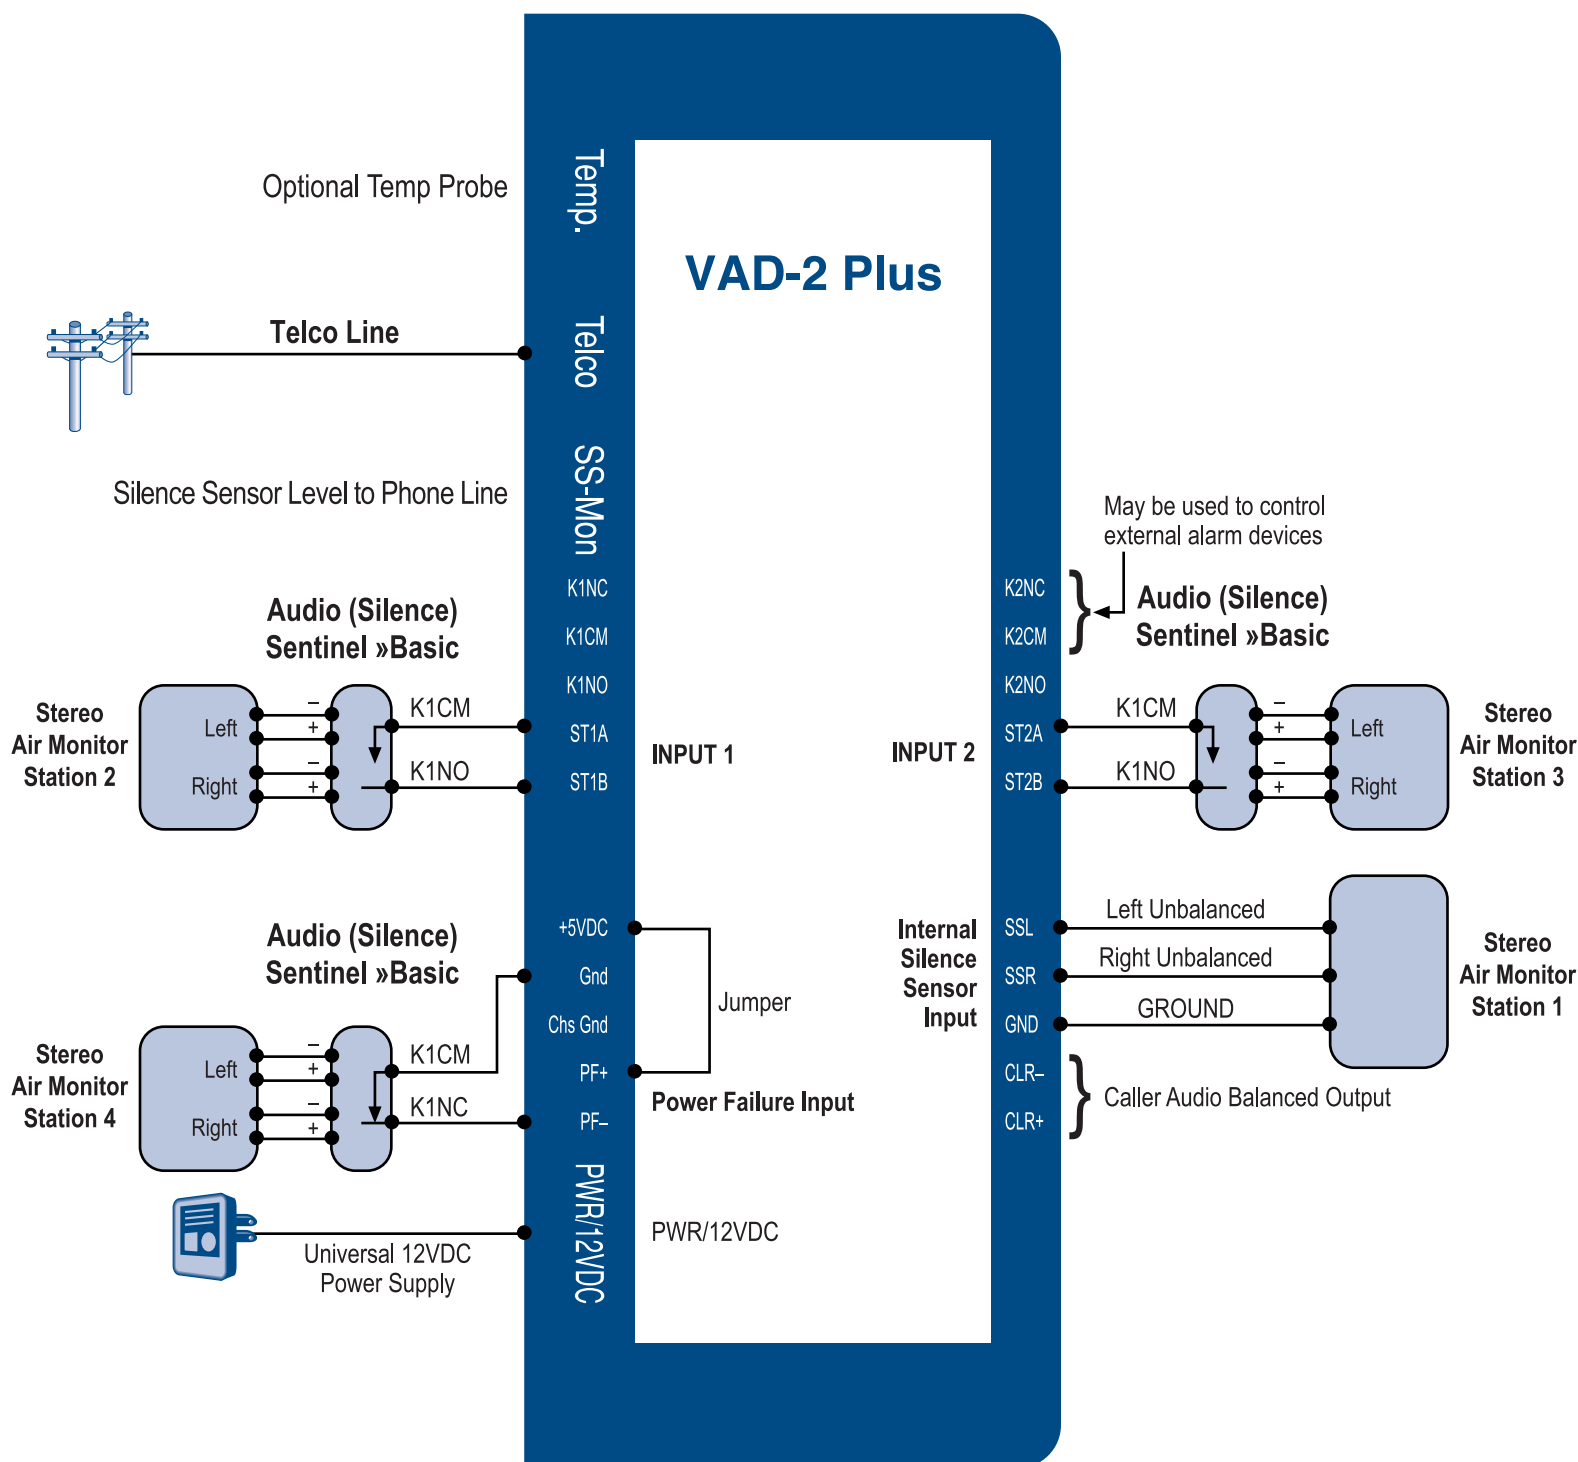 VAD-2 Plus
Optional Temp Probe
Temp.
Telco Line
Telco
Silence Sensor Level to Phone Line
SS-Mon
May be used to control
external alarm devices
K1NC
K1CM
K1NO
ST1A
ST1B
Audio (Silence)
Sentinel »Basic
Stereo
Air Monitor
Station 2
Left
Right
–
+
–
+
K1CM
K1NO
INPUT 1
INPUT 2
K2NC
K2CM
K2NO
ST2A
ST2B
Audio (Silence)
Sentinel »Basic
K1CM
K1NO
–
+
–
+
Left
Right
Stereo
Air Monitor
Station 3
Audio (Silence)
Sentinel »Basic
Stereo
Air Monitor
Station 4
Left
Right
–
+
–
+
K1CM
K1NC
+5VDC
Gnd
Chs Gnd
PF+
PF–
Jumper
Power Failure Input
Internal
Silence
Sensor
Input
SSL
SSR
GND
CLR–
CLR+
Left Unbalanced
Right Unbalanced
GROUND
Stereo
Air Monitor
Station 1
Caller Audio Balanced Output
Universal 12VDC
Power Supply
PWR/12VDC
PWR/12VDC